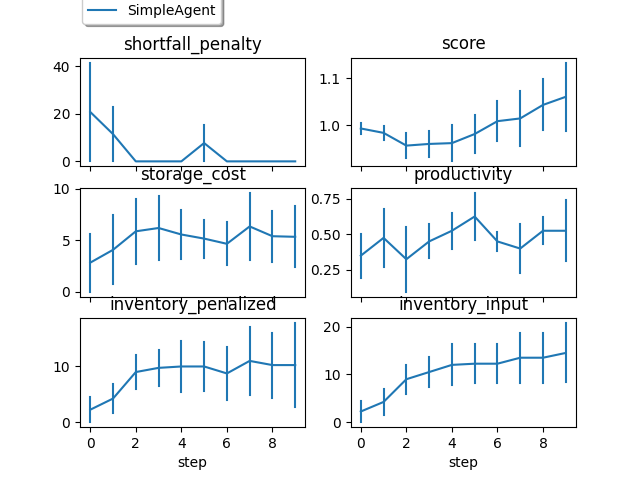 SimpleAgent
shortfall_penalty
score
40
20
0
1.1
1.0
storage_cost
productivity
10
5
0
0.75
0.50
0.25
inventory_penalized
inventory_input
10
0
20
10
0
0 2 4 6 8
0 2 4 6 8
step
step